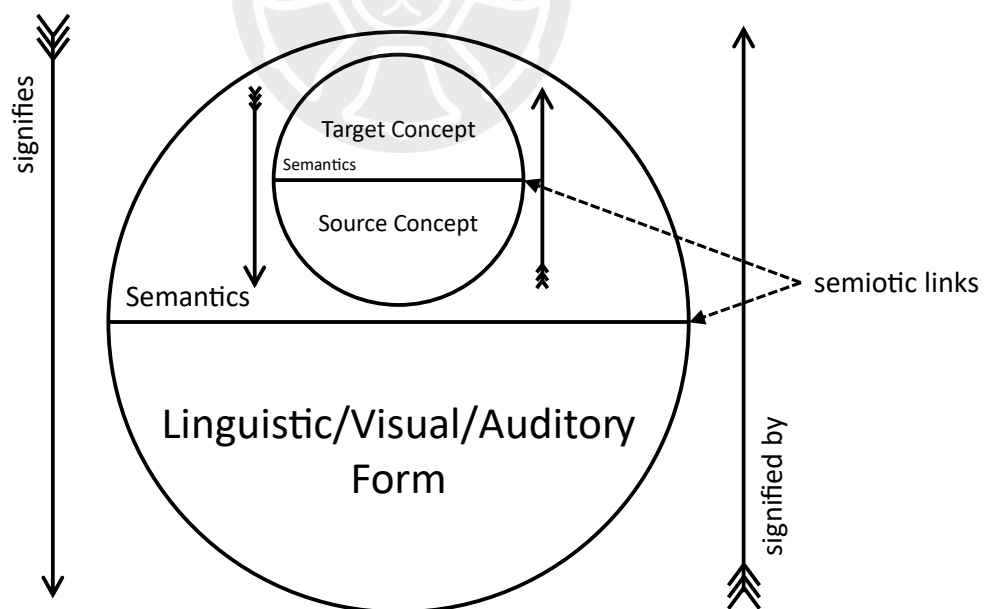 signifies
Target Concept
Semantics
Source Concept
semiotic links
Semantics
Linguistic/Visual/Auditory
Form
signified by